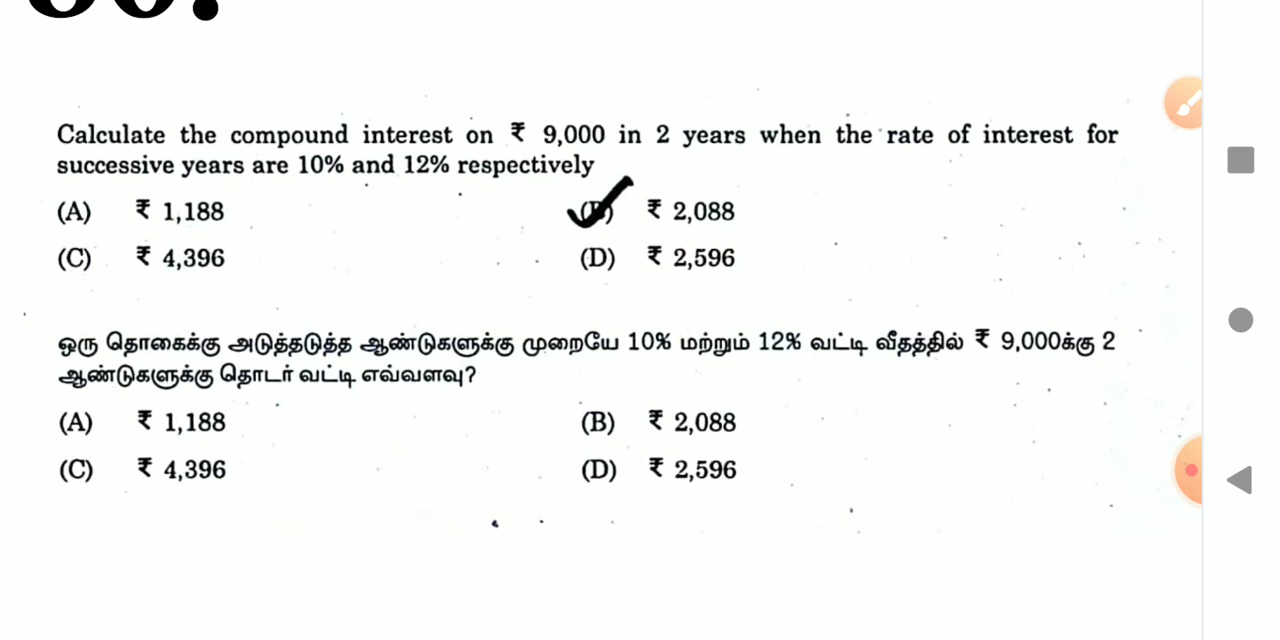 Calculate the compound interest on ₹ 9,000 in 2 years when the rate of interest for
successive years are 10% and 12% respectively
(A) ₹ 1,188 (B) ₹ 2,088
(C) ₹ 4,396 (D) ₹ 2,596
ஒரு தொகைக்கு அடுத்தடுத்த ஆண்டுகளுக்கு முறையே 10% மற்றும் 12% வட்டி வீதத்தில் ₹ 9,000க்கு 2
ஆண்டுகளுக்கு தொடர் வட்டி எவ்வளவு?
(A) ₹ 1,188 (B) ₹ 2,088
(C) ₹ 4,396 (D) ₹ 2,596